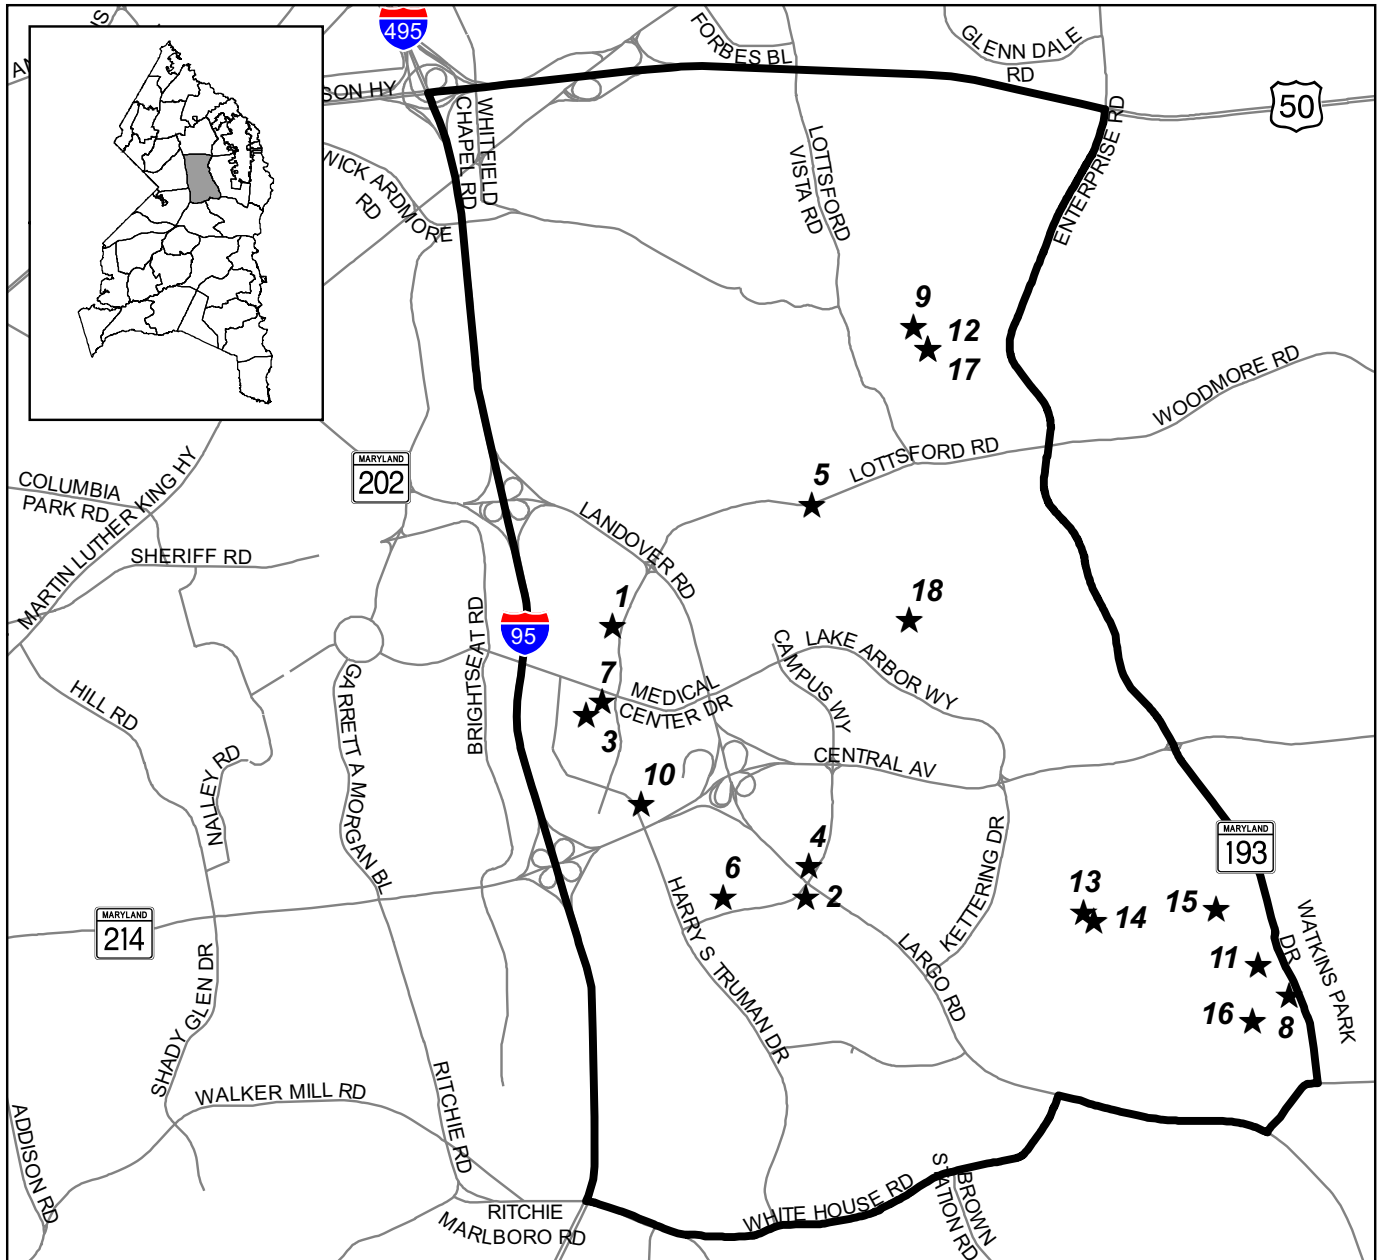 495
FORBES BL
GLENN DALE
RD
SON HY
50
CHAPEL RD
WHITFIELD
ENTERPRISE RD
LOTTSFORD
VISTA RD
NICK ARDMORE
RD
9
12
17
WOODMORE RD
LOTTSFORD RD
5
MARYLAND
202
COLUMBIA
PARK RD
MARTIN LUTHER KING HY
SHERIFF RD
LANDOVER RD
1
18
95
BRIGHTSEAT RD
LAKE ARBOR WY
CAMPUS WY
7
MEDICAL
CENTER DR
3
HILL RD
GARRETT A MORGAN BL
NALLEY RD
CENTRAL AV
10
4
MARYLAND
193
KETTERING DR
6
2
13
14
15
MARYLAND
214
HARRY S TRUMAN DR
LARGO RD
WATKINS PARK
DR
11
16
8
SHADY GLEN DR
WALKER MILL RD
RITCHIE RD
ADDISON RD
RITCHIE
MARLBORO RD
WHITE HOUSE RD
BROWN
STATION RD